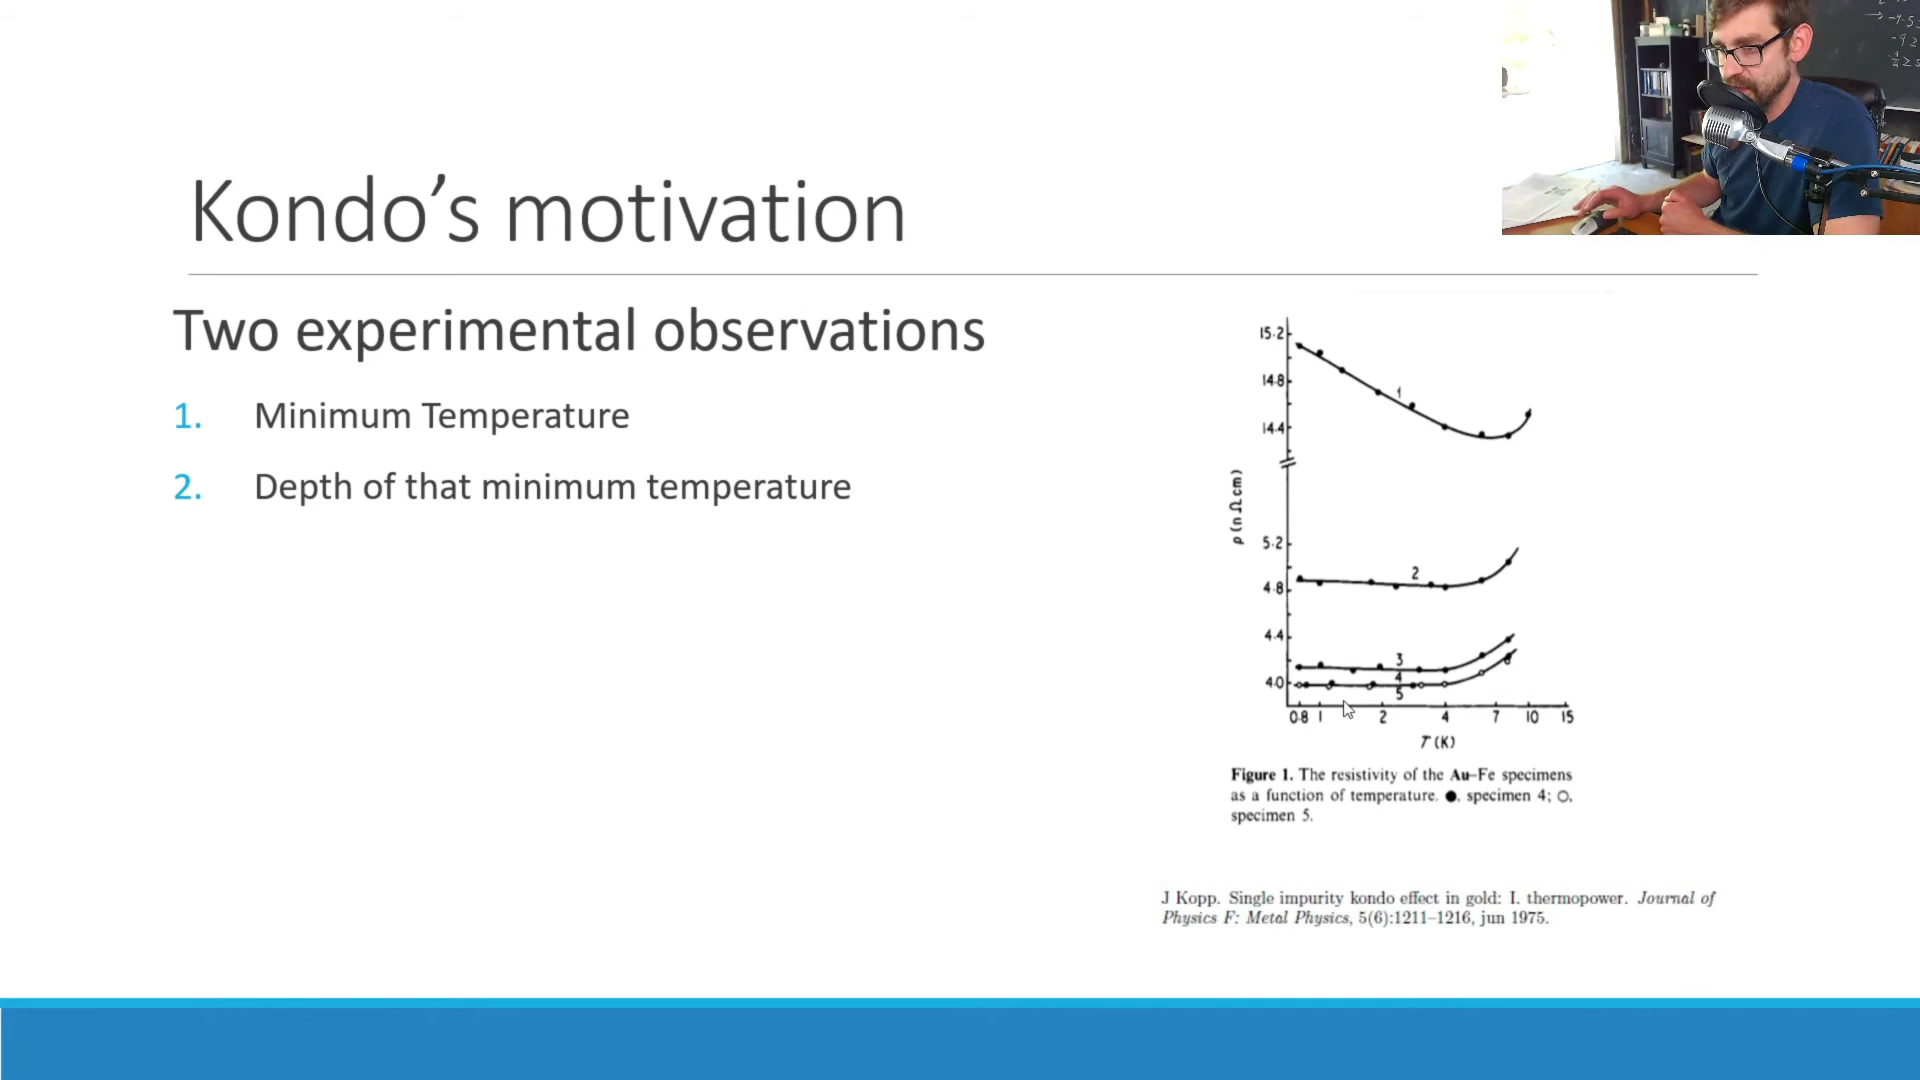 Kondo's motivation
Two experimental observations
1. Minimum Temperature
2. Depth of that minimum temperature
15·2
14·8
14·4
5·2
4·8
4·4
4·0
ρ (nΩcm)
1
2
3
4
5
0·8 1 2 4 7 10 15
T (K)
Figure 1. The resistivity of the Au–Fe specimens
as a function of temperature. ●, specimen 4; ○,
specimen 5.
J Kopp. Single impurity kondo effect in gold: I. thermopower. Journal of
Physics F: Metal Physics, 5(6):1211–1216, jun 1975.